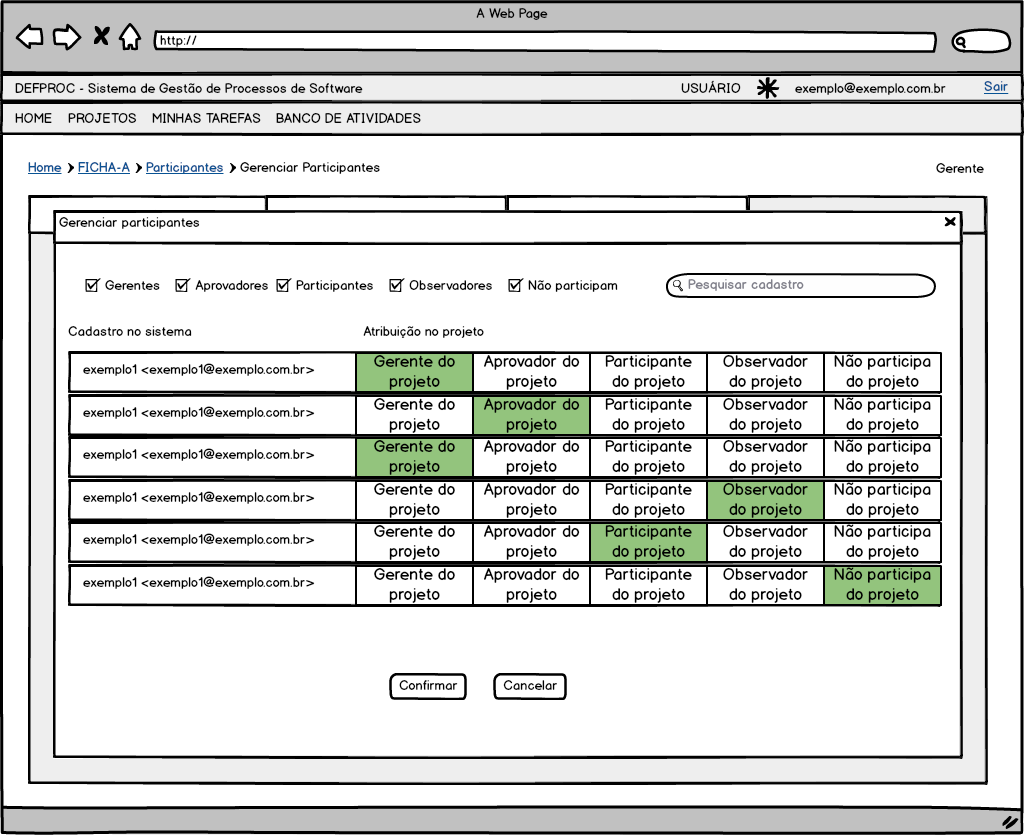 A Web Page
http://
DEFPROC - Sistema de Gestão de Processos de Software USUÁRIO exemplo@exemplo.com.br Sair
HOME PROJETOS MINHAS TAREFAS BANCO DE ATIVIDADES
Home FICHA-A Participantes Gerenciar Participantes Gerente
Gerenciar participantes
Gerentes Aprovadores Participantes Observadores Não participam Pesquisar cadastro
Cadastro no sistema Atribuição no projeto
exemplo1 <exemplo1@exemplo.com.br> Gerente do projeto Aprovador do projeto Participante do projeto Observador do projeto Não participa do projeto
exemplo1 <exemplo1@exemplo.com.br> Gerente do projeto Aprovador do projeto Participante do projeto Observador do projeto Não participa do projeto
exemplo1 <exemplo1@exemplo.com.br> Gerente do projeto Aprovador do projeto Participante do projeto Observador do projeto Não participa do projeto
exemplo1 <exemplo1@exemplo.com.br> Gerente do projeto Aprovador do projeto Participante do projeto Observador do projeto Não participa do projeto
exemplo1 <exemplo1@exemplo.com.br> Gerente do projeto Aprovador do projeto Participante do projeto Observador do projeto Não participa do projeto
exemplo1 <exemplo1@exemplo.com.br> Gerente do projeto Aprovador do projeto Participante do projeto Observador do projeto Não participa do projeto
Confirmar Cancelar